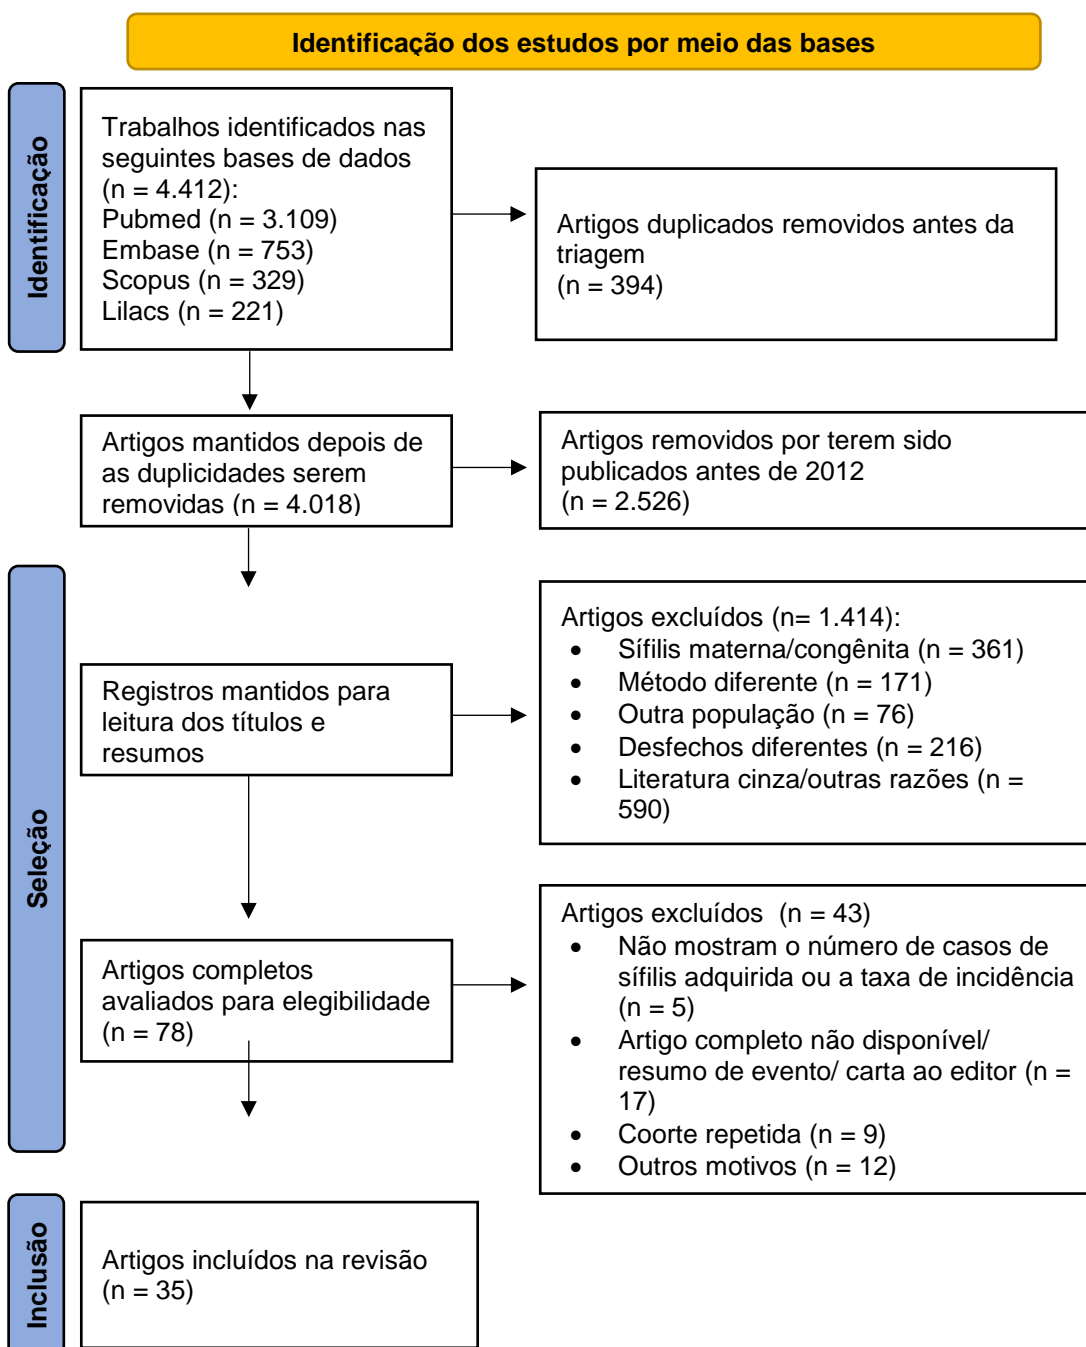 Identificação dos estudos por meio das bases
Identificação
Trabalhos identificados nas
seguintes bases de dados
(n = 4.412):
Pubmed (n = 3.109)
Embase (n = 753)
Scopus (n = 329)
Lilacs (n = 221)
Artigos duplicados removidos antes da
triagem
(n = 394)
Artigos mantidos depois de
as duplicidades serem
removidas (n = 4.018)
Artigos removidos por terem sido
publicados antes de 2012
(n = 2.526)
Seleção
Registros mantidos para
leitura dos títulos e
resumos
Artigos excluídos (n= 1.414):
• Sífilis materna/congênita (n = 361)
• Método diferente (n = 171)
• Outra população (n = 76)
• Desfechos diferentes (n = 216)
• Literatura cinza/outras razões (n =
590)
Artigos completos
avaliados para elegibilidade
(n = 78)
Artigos excluídos (n = 43)
• Não mostram o número de casos de
sífilis adquirida ou a taxa de incidência
(n = 5)
• Artigo completo não disponível/
resumo de evento/ carta ao editor (n =
17)
• Coorte repetida (n = 9)
• Outros motivos (n = 12)
Inclusão
Artigos incluídos na revisão
(n = 35)